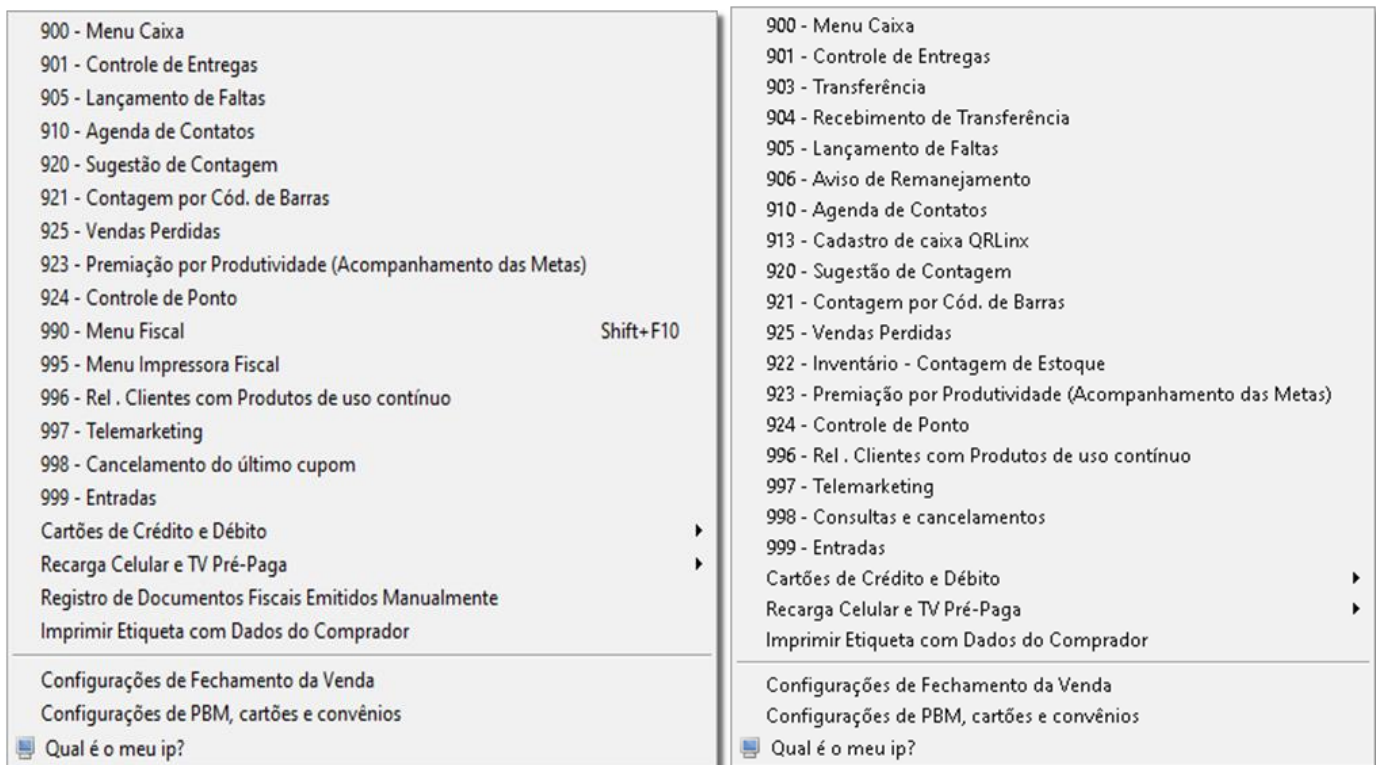 900 - Menu Caixa
901 - Controle de Entregas
905 - Lançamento de Faltas
910 - Agenda de Contatos
920 - Sugestão de Contagem
921 - Contagem por Cód. de Barras
925 - Vendas Perdidas
923 - Premiação por Produtividade (Acompanhamento das Metas)
924 - Controle de Ponto
990 - Menu Fiscal Shift+F10
995 - Menu Impressora Fiscal
996 - Rel . Clientes com Produtos de uso contínuo
997 - Telemarketing
998 - Cancelamento do último cupom
999 - Entradas
Cartões de Crédito e Débito
Recarga Celular e TV Pré-Paga
Registro de Documentos Fiscais Emitidos Manualmente
Imprimir Etiqueta com Dados do Comprador
Configurações de Fechamento da Venda
Configurações de PBM, cartões e convênios
Qual é o meu ip?
900 - Menu Caixa
901 - Controle de Entregas
903 - Transferência
904 - Recebimento de Transferência
905 - Lançamento de Faltas
906 - Aviso de Remanejamento
910 - Agenda de Contatos
913 - Cadastro de caixa QRLinx
920 - Sugestão de Contagem
921 - Contagem por Cód. de Barras
925 - Vendas Perdidas
922 - Inventário - Contagem de Estoque
923 - Premiação por Produtividade (Acompanhamento das Metas)
924 - Controle de Ponto
996 - Rel . Clientes com Produtos de uso contínuo
997 - Telemarketing
998 - Consultas e cancelamentos
999 - Entradas
Cartões de Crédito e Débito
Recarga Celular e TV Pré-Paga
Imprimir Etiqueta com Dados do Comprador
Configurações de Fechamento da Venda
Configurações de PBM, cartões e convênios
Qual é o meu ip?